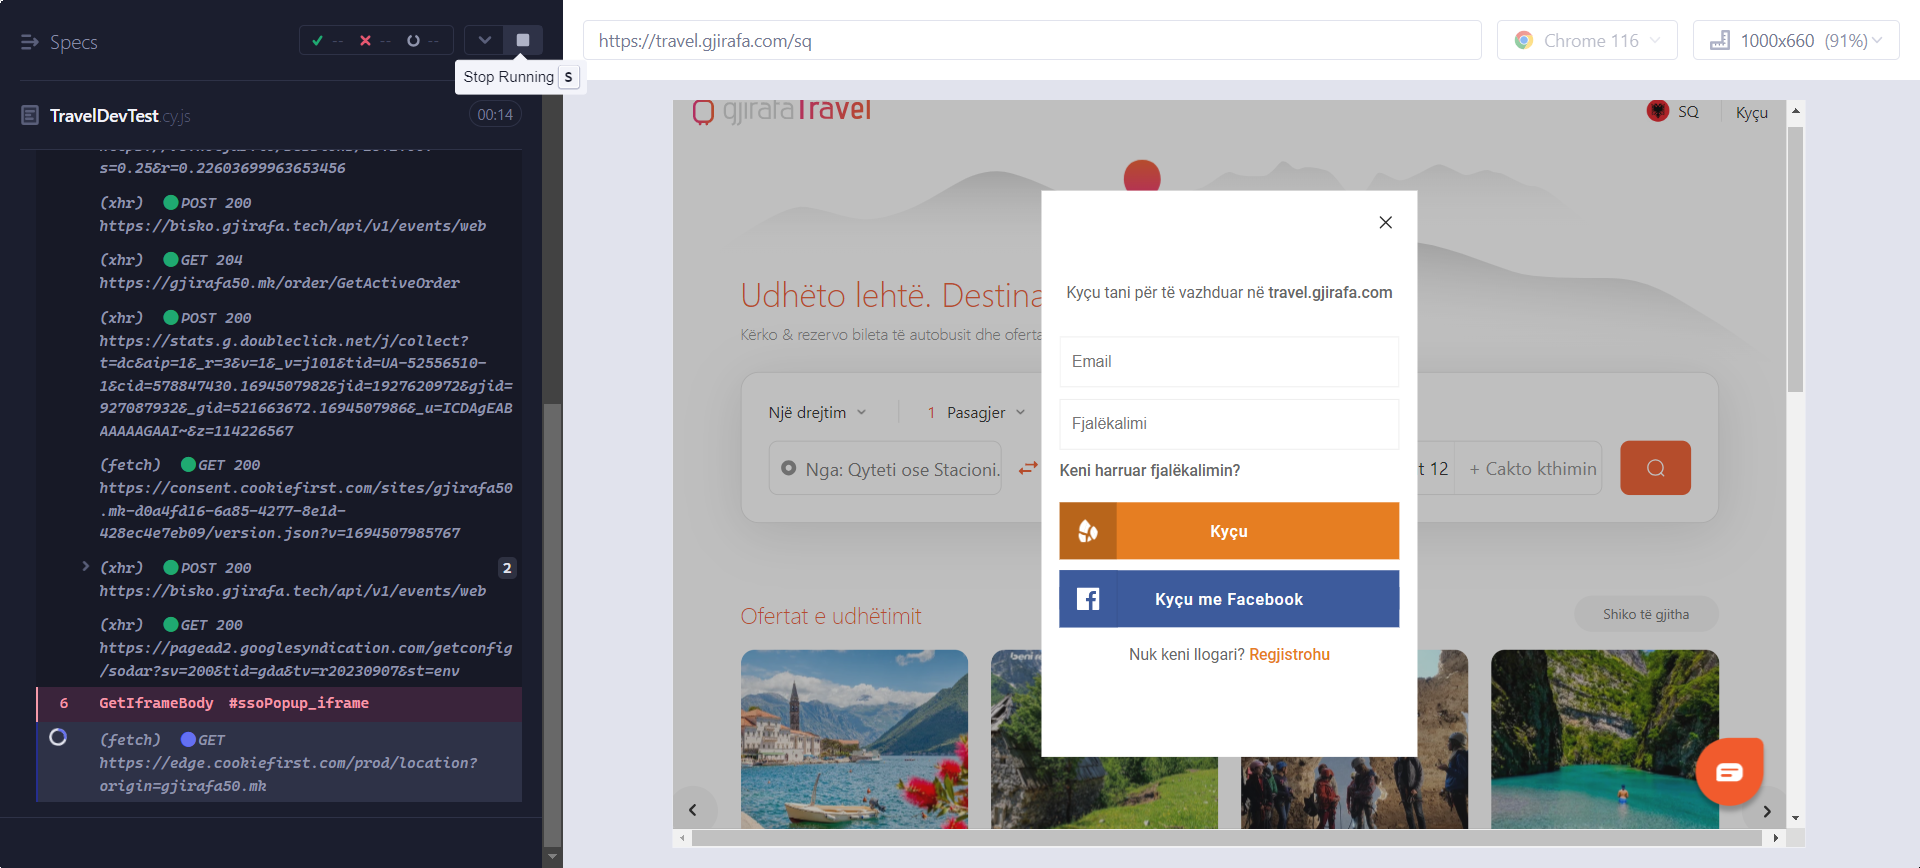 Specs
--
--
--
Stop Running S
TravelDevTest.cy.js
00:14
s=0.25&r=0.22603699963653456
(xhr) POST 200
https://bisko.gjirafa.tech/api/v1/events/web
(xhr) GET 204
https://gjirafa50.mk/order/GetActiveOrder
(xhr) POST 200
https://stats.g.doubleclick.net/j/collect?
t=dc&aip=1&_r=3&v=1&_v=j101&tid=UA-52556510-
1&cid=578847430.1694507982&jid=1927620972&gjid=
927087932&_gid=521663672.1694507986&_u=ICDAgEAB
AAAAAGAAI~&z=114226567
(fetch) GET 200
https://consent.cookiefirst.com/sites/gjirafa50
.mk-d0a4fd16-6a85-4277-8e1d-
428ec4e7eb09/version.json?v=1694507985767
(xhr) POST 200 2
https://bisko.gjirafa.tech/api/v1/events/web
(xhr) GET 200
https://pagead2.googlesyndication.com/getconfig
/sodar?sv=200&tid=gda&tv=r20230907&st=env
6 GetIframeBody #ssoPopup_iframe
(fetch) GET
https://edge.cookiefirst.com/prod/location?
origin=gjirafa50.mk
https://travel.gjirafa.com/sq
Chrome 116
1000x660 (91%)
gjirafaTravel
SQ
Kyçu
Udhëto lehtë. Destina
Kërko & rezervo bileta të autobusit dhe oferta
Një drejtim
1 Pasagjer
Nga: Qyteti ose Stacioni.
t 12
+ Cakto kthimin
Kyçu tani për të vazhduar në travel.gjirafa.com
Email
Fjalëkalimi
Keni harruar fjalëkalimin?
Kyçu
Kyçu me Facebook
Nuk keni llogari? Regjistrohu
Ofertat e udhëtimit
Shiko të gjitha